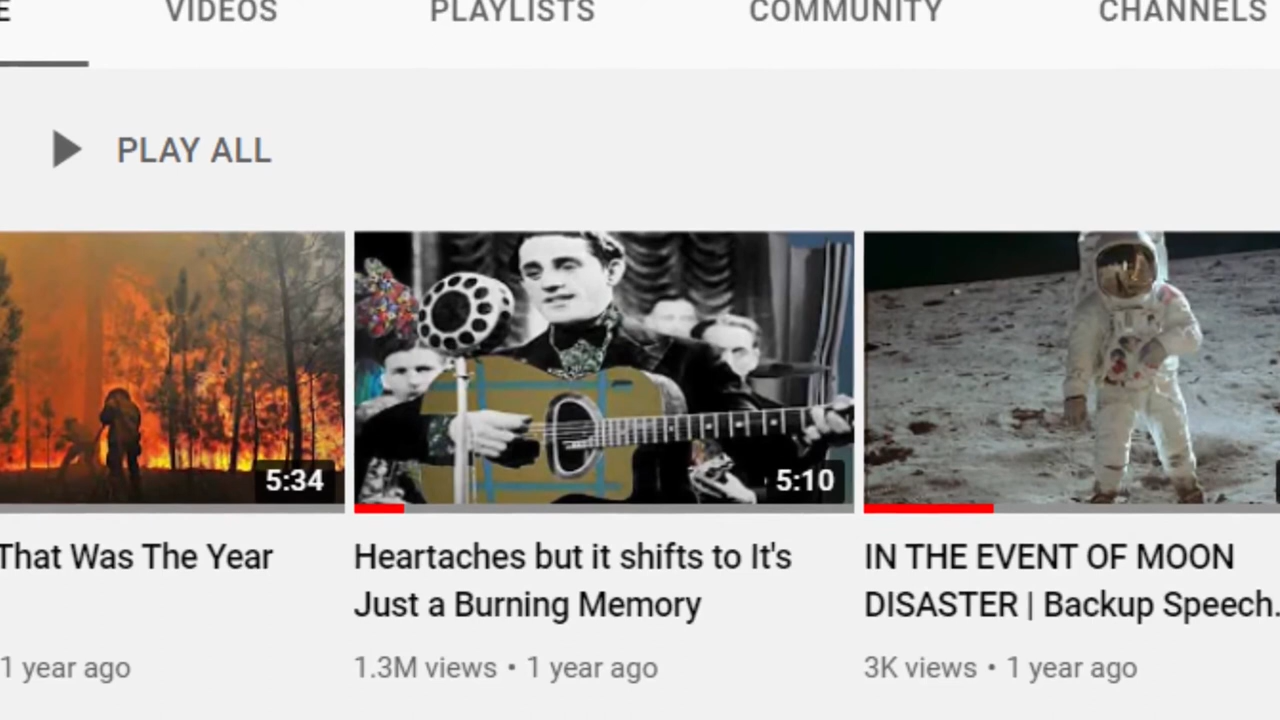 E VIDEOS PLAYLISTS COMMUNITY CHANNELS
PLAY ALL
5:34
5:10
That Was The Year
1 year ago
Heartaches but it shifts to It's
Just a Burning Memory
1.3M views • 1 year ago
IN THE EVENT OF MOON
DISASTER | Backup Speech.
3K views • 1 year ago